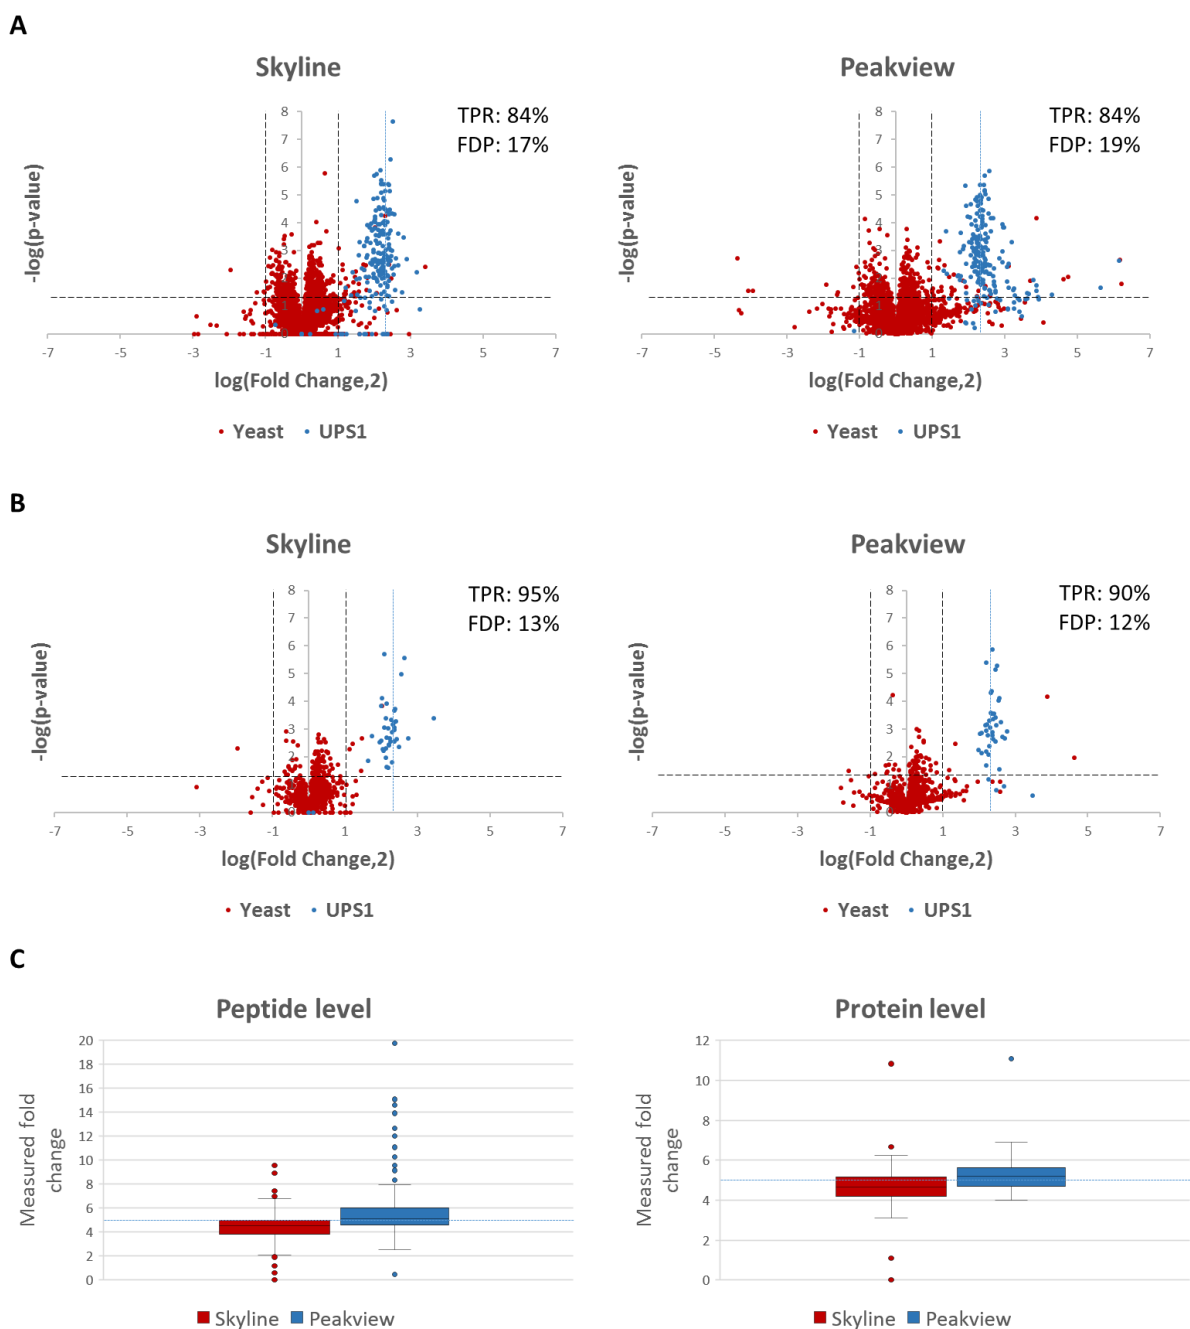 A
Skyline
TPR: 84%
FDP: 17%
-log(p-value)
8
7
6
5
4
3
2
1
0
-7
-5
-3
-1
1
3
5
7
log(Fold Change,2)
Yeast
UPS1
Peakview
TPR: 84%
FDP: 19%
-log(p-value)
8
7
6
5
4
3
2
1
0
-7
-5
-3
-1
1
3
5
7
log(Fold Change,2)
Yeast
UPS1
B
Skyline
TPR: 95%
FDP: 13%
-log(p-value)
8
7
6
5
4
3
2
1
0
-7
-5
-3
-1
1
3
5
7
log(Fold Change,2)
Yeast
UPS1
Peakview
TPR: 90%
FDP: 12%
-log(p-value)
8
7
6
5
4
3
2
1
0
-7
-5
-3
-1
1
3
5
7
log(Fold Change,2)
Yeast
UPS1
C
Peptide level
Measured fold
change
20
18
16
14
12
10
8
6
4
2
0
Skyline
Peakview
Protein level
Measured fold
change
12
10
8
6
4
2
0
Skyline
Peakview